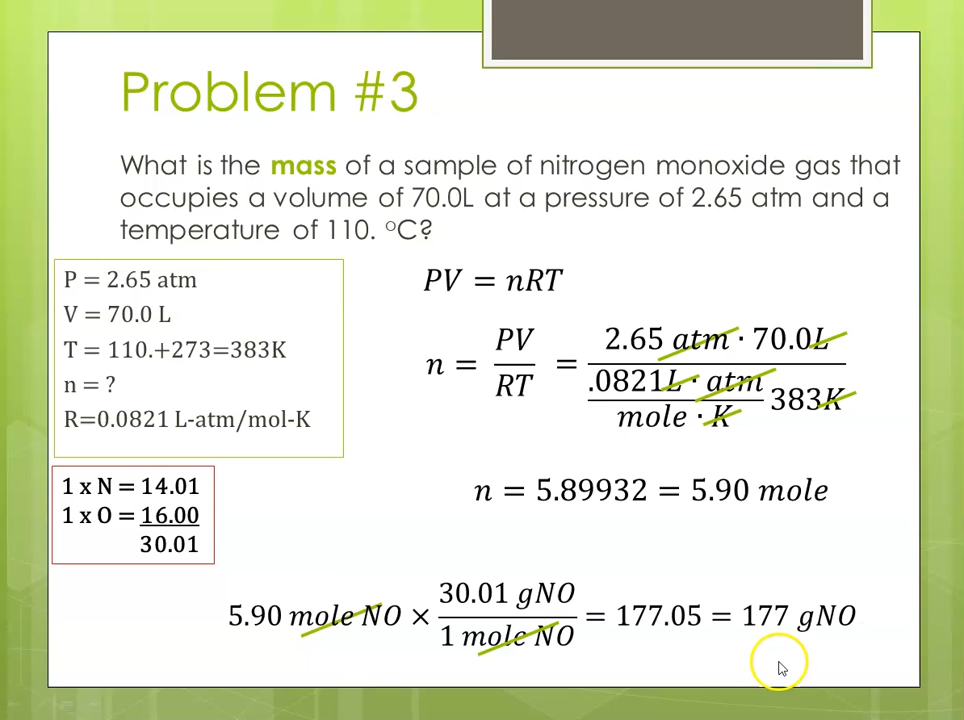 Problem #3
What is the mass of a sample of nitrogen monoxide gas that
occupies a volume of 70.0L at a pressure of 2.65 atm and a
temperature of 110. °C?
P = 2.65 atm
V = 70.0 L
T = 110.+273=383K
n = ?
R=0.0821 L-atm/mol-K
PV = nRT
n = PV/RT = 2.65 atm · 70.0L / .0821L · atm/mole · K 383K
1 x N = 14.01
1 x O = 16.00
30.01
n = 5.89932 = 5.90 mole
5.90 mole NO × 30.01 gNO/1 mole NO = 177.05 = 177 gNO